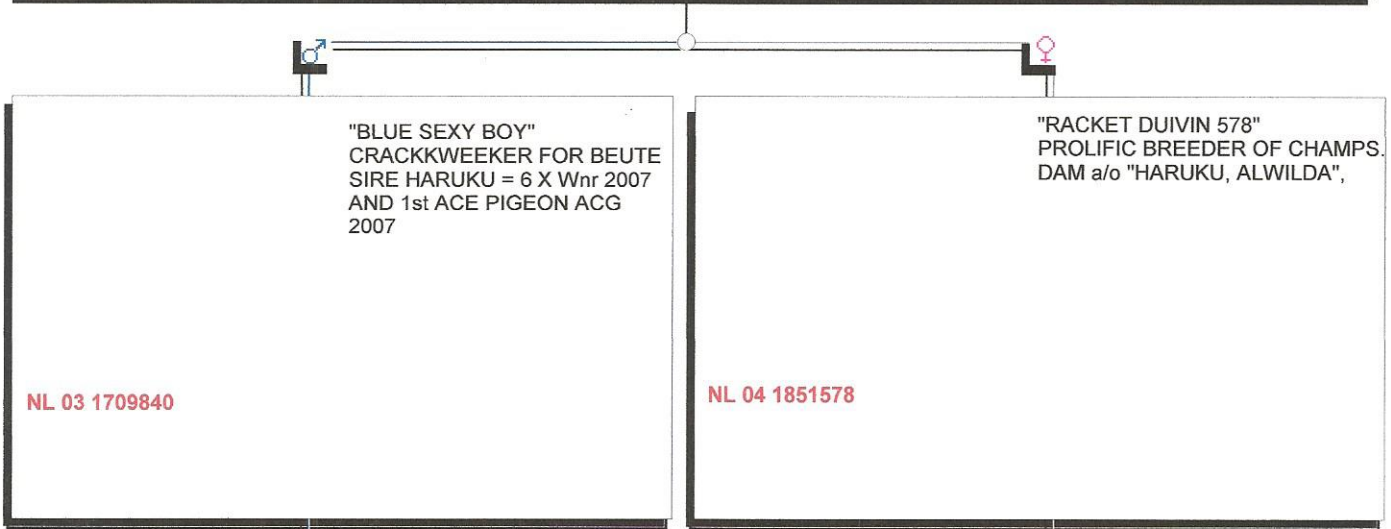 "BLUE SEXY BOY"
CRACKKWEEKER FOR BEUTE
SIRE HARUKU = 6 X Wnr 2007
AND 1st ACE PIGEON ACG
2007
NL 03 1709840
"RACKET DUIVIN 578"
PROLIFIC BREEDER OF CHAMPS.
DAM a/o "HARUKU, ALWILDA",
NL 04 1851578